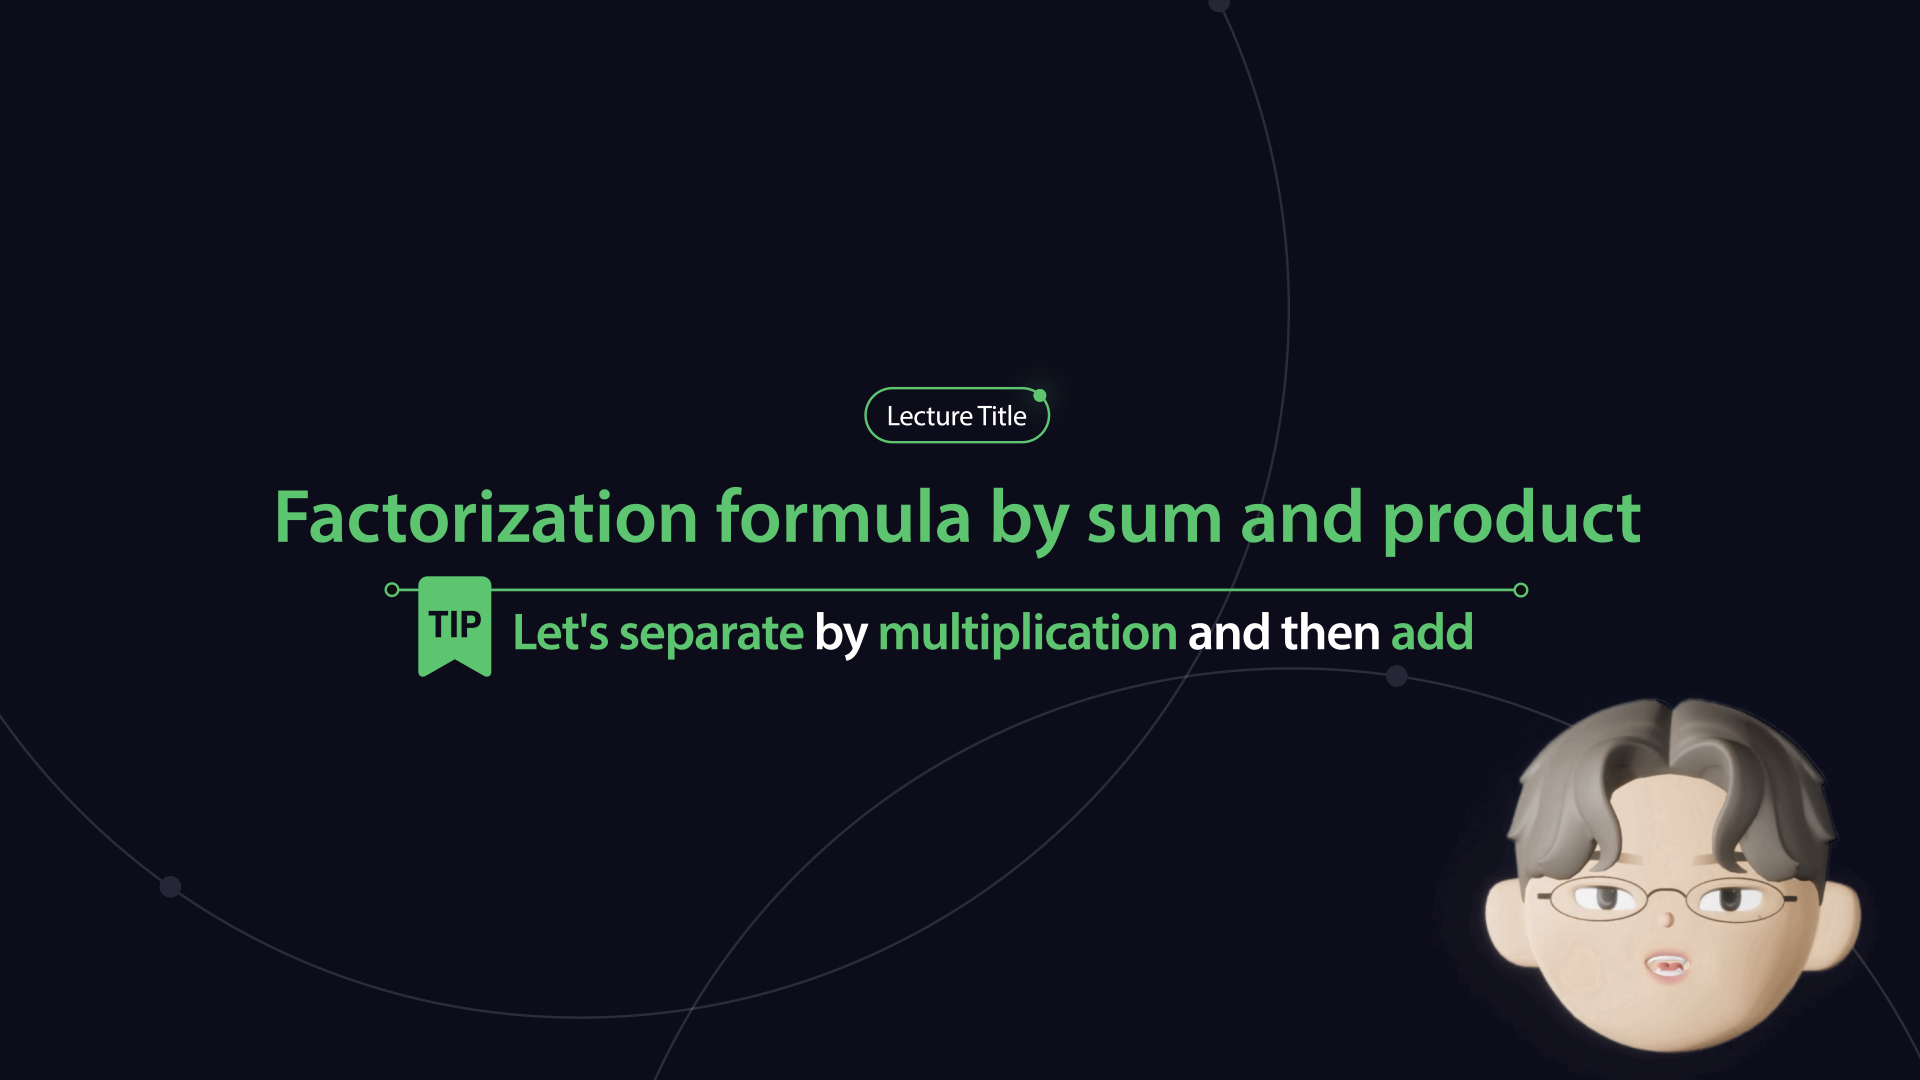 Lecture Title
Factorization formula by sum and product
TIP
Let's separate by multiplication and then add